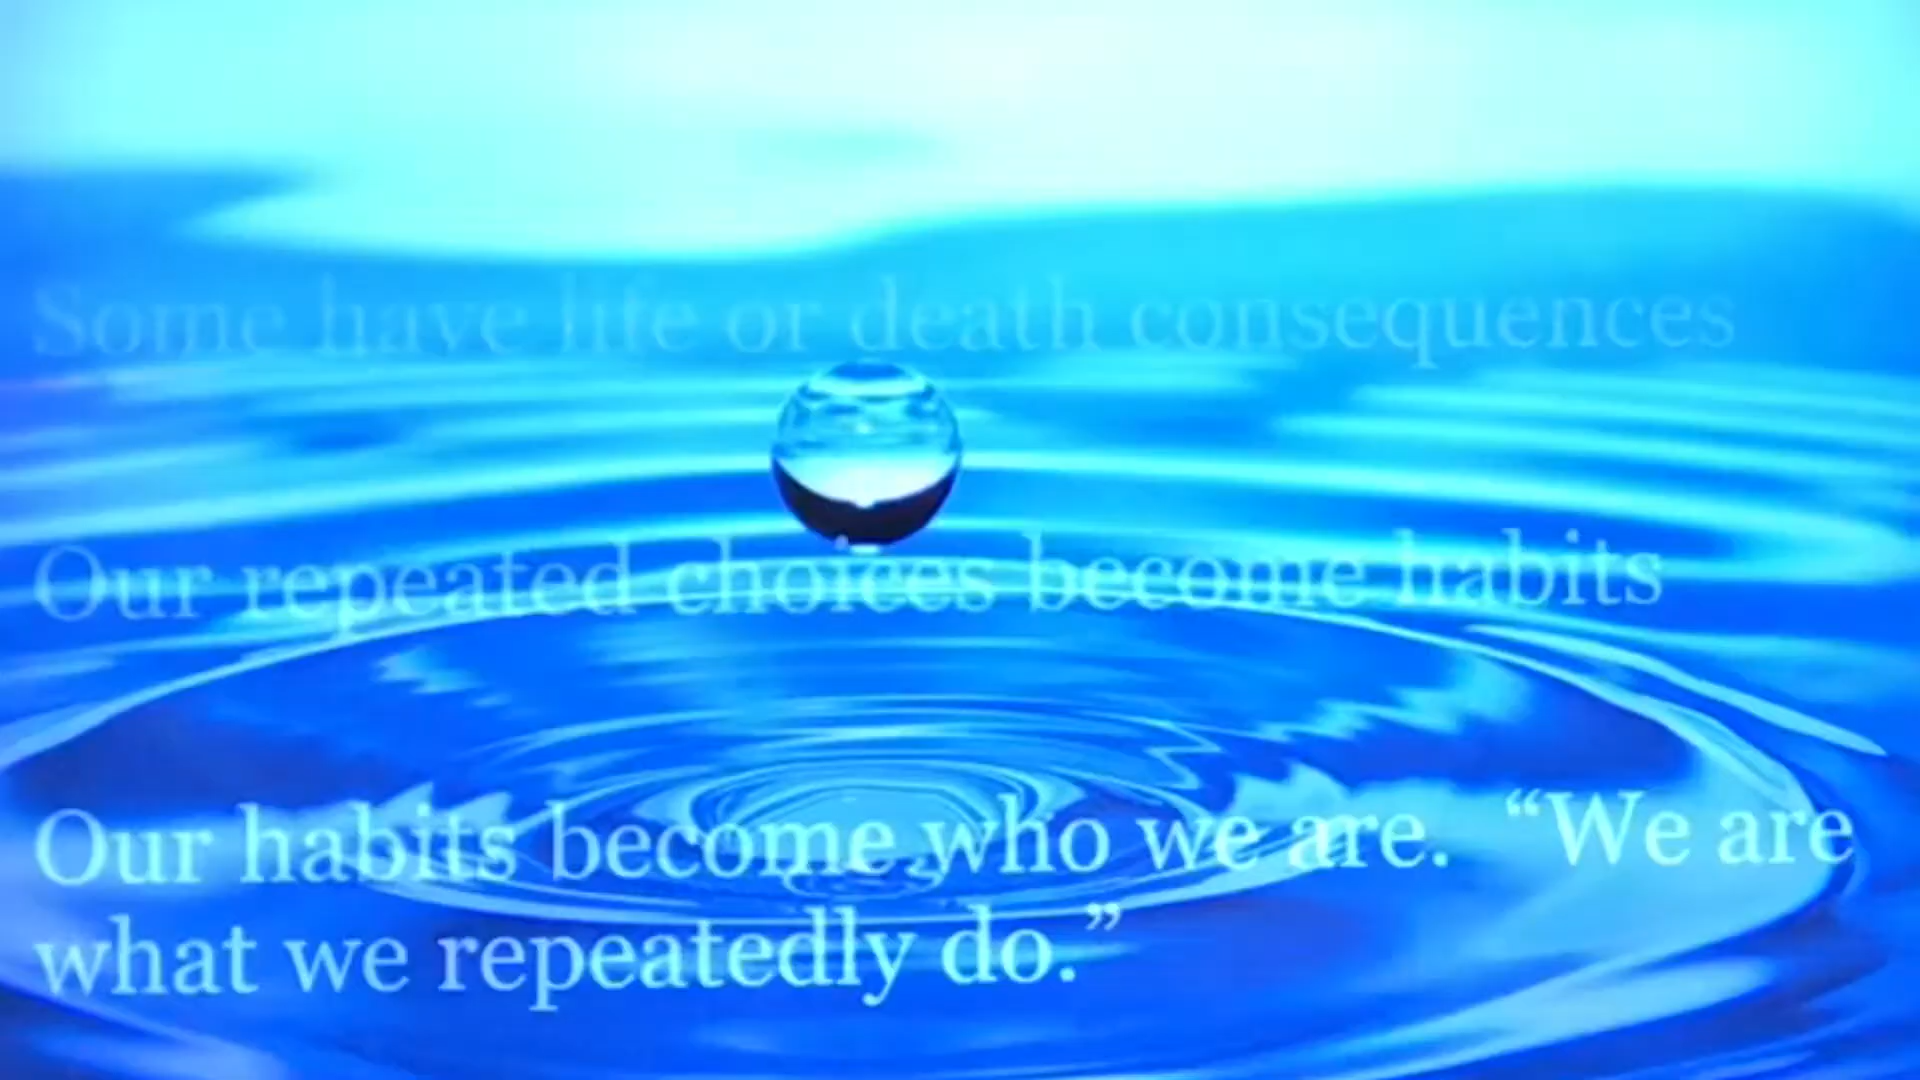 Some have life or death consequences
Our repeated choices become habits
Our habits become who we are. “We are
what we repeatedly do.”